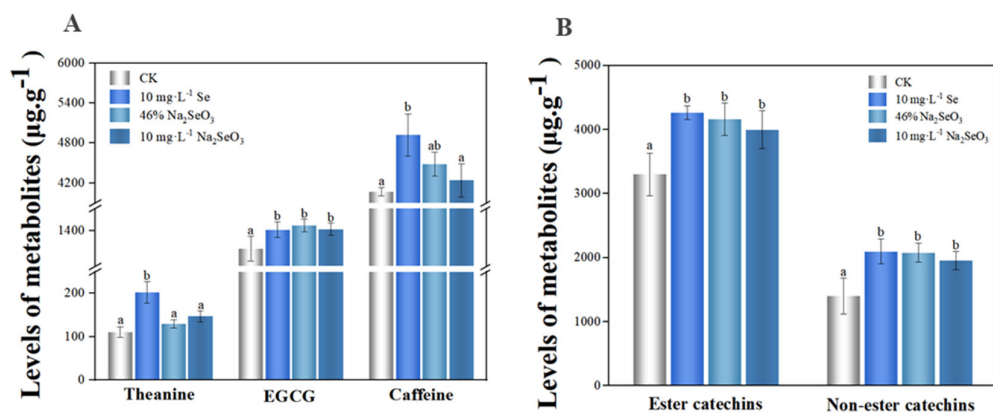 A
Levels of metabolites (µg.g⁻¹)
6000
5400
4800
4200
1400
200
100
0
CK
10 mg·L⁻¹ Se
46% Na₂SeO₃
10 mg·L⁻¹ Na₂SeO₃
a
b
a
a
a
b
b
b
a
b
ab
a
Theanine
EGCG
Caffeine
B
Levels of metabolites (µg.g⁻¹)
5000
4000
3000
2000
1000
0
CK
10 mg·L⁻¹ Se
46% Na₂SeO₃
10 mg·L⁻¹ Na₂SeO₃
a
b
b
b
a
b
b
b
Ester catechins
Non-ester catechins